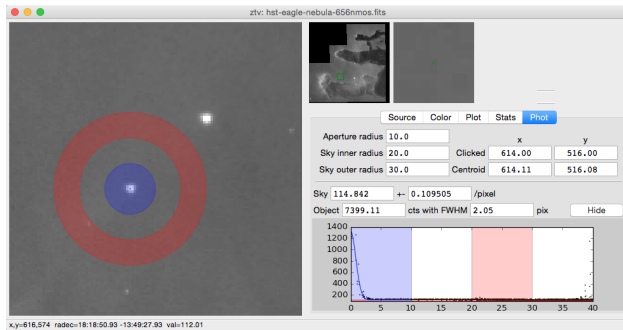 ztv: hst-eagle-nebula-656nmos.fits
Source Color Plot Stats Phot
Aperture radius 10.0 x y
Sky inner radius 20.0 Clicked 614.00 516.00
Sky outer radius 30.0 Centroid 614.11 516.08
Sky 114.842 +- 0.109505 /pixel
Object 7399.11 cts with FWHM 2.05 pix Hide
1400
1200
1000
800
600
400
200
0 5 10 15 20 25 30 35 40
x,y=616,574 radec=18:18:50.93 -13:49:27.93 val=112.01